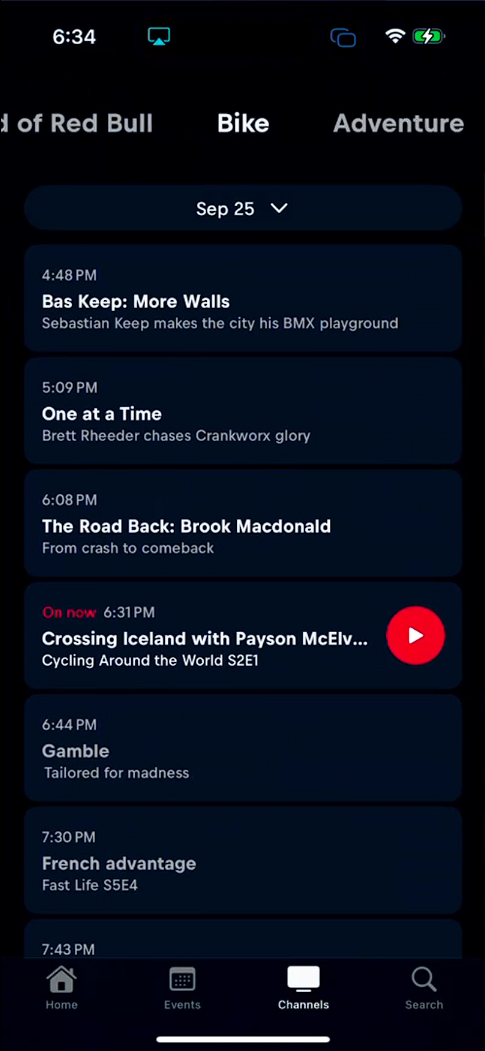 6:34
d of Red Bull Bike Adventure
Sep 25
4:48 PM
Bas Keep: More Walls
Sebastian Keep makes the city his BMX playground
5:09 PM
One at a Time
Brett Rheeder chases Crankworx glory
6:08 PM
The Road Back: Brook Macdonald
From crash to comeback
On now 6:31 PM
Crossing Iceland with Payson McElv...
Cycling Around the World S2E1
6:44 PM
Gamble
Tailored for madness
7:30 PM
French advantage
Fast Life S5E4
7:43 PM
Home Events Channels Search